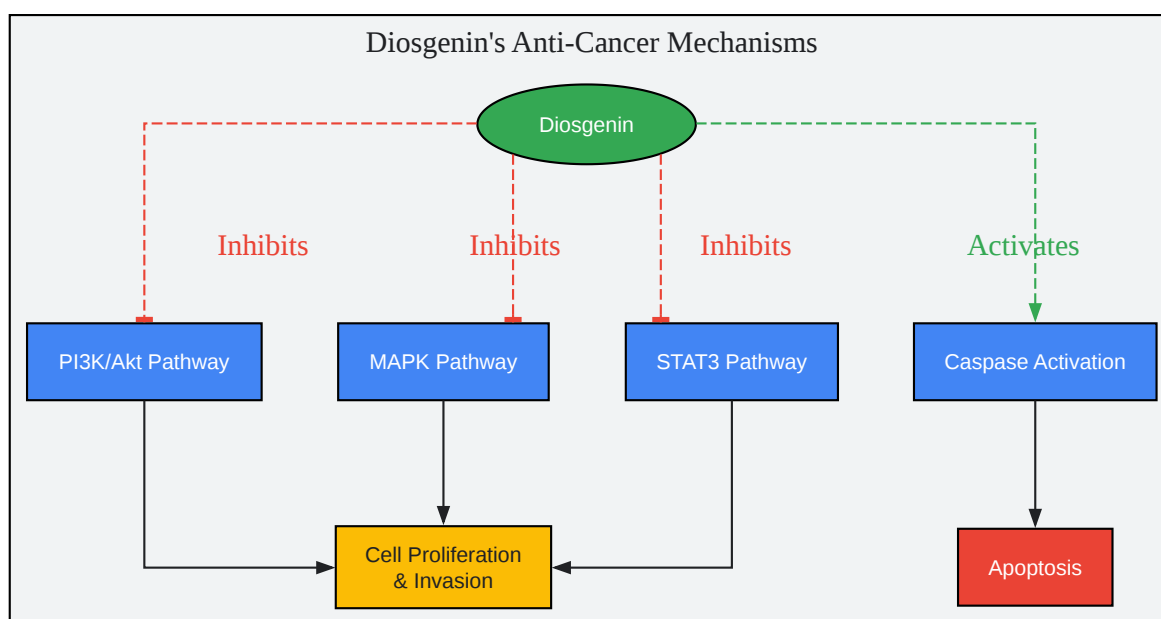 Diosgenin's Anti-Cancer Mechanisms
Diosgenin
Inhibits
Inhibits
Inhibits
Activates
PI3K/Akt Pathway
MAPK Pathway
STAT3 Pathway
Caspase Activation
Cell Proliferation
& Invasion
Apoptosis